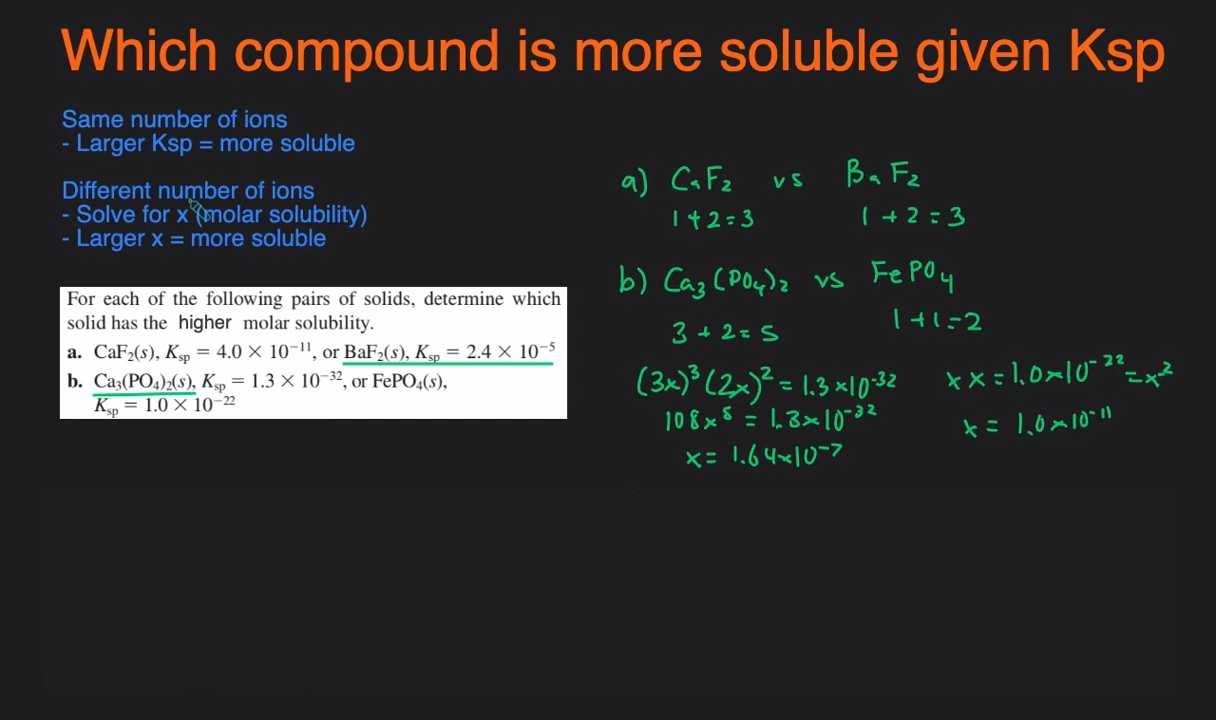 Which compound is more soluble given Ksp
Same number of ions
- Larger Ksp = more soluble
Different number of ions
- Solve for x (molar solubility)
- Larger x = more soluble
For each of the following pairs of solids, determine which
solid has the higher molar solubility.
a. CaF₂(s), Ksp = 4.0 × 10⁻¹¹, or BaF₂(s), Ksp = 2.4 × 10⁻⁵
b. Ca₃(PO₄)₂(s), Ksp = 1.3 × 10⁻³², or FePO₄(s),
Ksp = 1.0 × 10⁻²²
a) CaF₂ vs BaF₂
1+2=3 1+2=3
b) Ca₃(PO₄)₂ vs FePO₄
3+2=5 1+1=2
(3x)³(2x)² = 1.3×10⁻³² x x = 1.0×10⁻²² = x²
108x⁵ = 1.3×10⁻³² x = 1.0×10⁻¹¹
x = 1.64×10⁻⁷